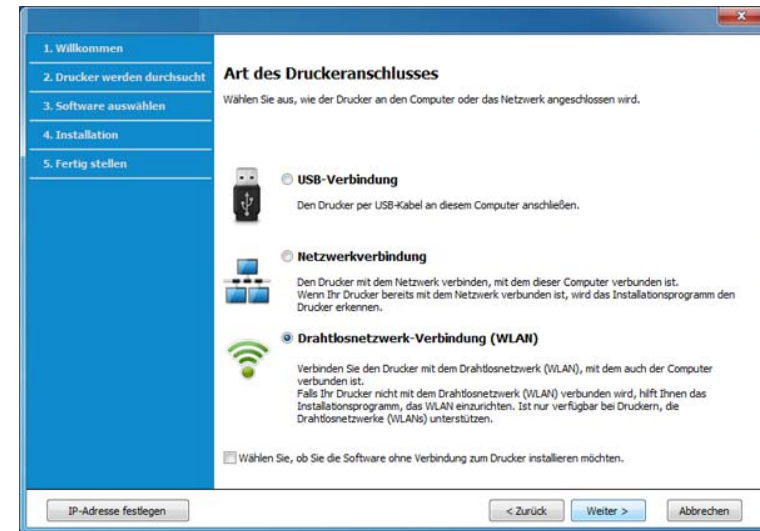 1. Willkommen
2. Drucker werden durchsucht
3. Software auswählen
4. Installation
5. Fertig stellen
Art des Druckeranschlusses
Wählen Sie aus, wie der Drucker an den Computer oder das Netzwerk angeschlossen wird.
USB-Verbindung
Den Drucker per USB-Kabel an diesem Computer anschließen.
Netzwerkverbindung
Den Drucker mit dem Netzwerk verbinden, mit dem dieser Computer verbunden ist.
Wenn Ihr Drucker bereits mit dem Netzwerk verbunden ist, wird das Installationsprogramm den
Drucker erkennen.
Drahtlosnetzwerk-Verbindung (WLAN)
Verbinden Sie den Drucker mit dem Drahtlosnetzwerk (WLAN), mit dem auch der Computer
verbunden ist.
Falls Ihr Drucker nicht mit dem Drahtlosnetzwerk (WLAN) verbunden wird, hilft Ihnen das
Installationsprogramm, das WLAN einzurichten. Ist nur verfügbar bei Druckern, die
Drahtlosnetzwerke (WLANs) unterstützen.
Wählen Sie, ob Sie die Software ohne Verbindung zum Drucker installieren möchten.
IP-Adresse festlegen
< Zurück
Weiter >
Abbrechen